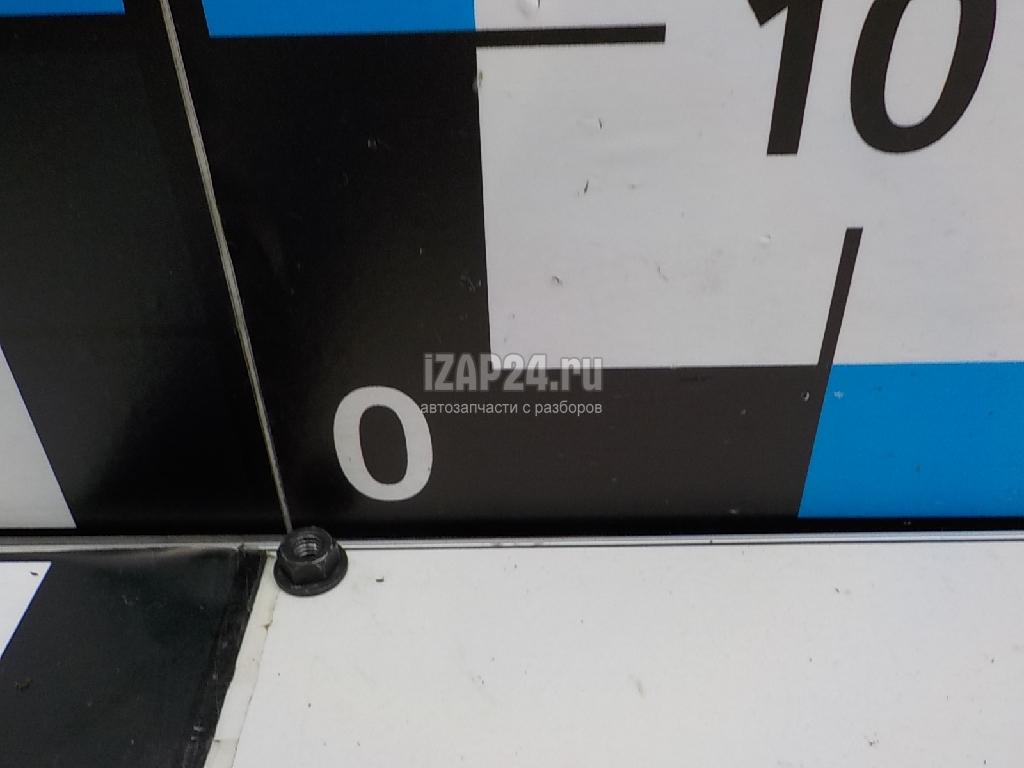 10
iZAP24.ru
автозапчасти с разборов
0